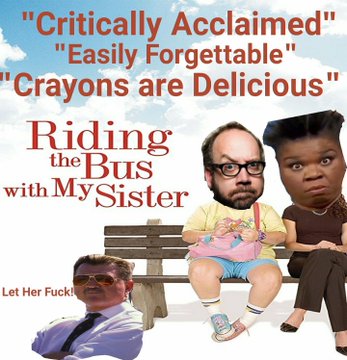 "Critically Acclaimed"
"Easily Forgettable"
"Crayons are Delicious"
Riding
the Bus
with My
Sister
Let Her Fuck!